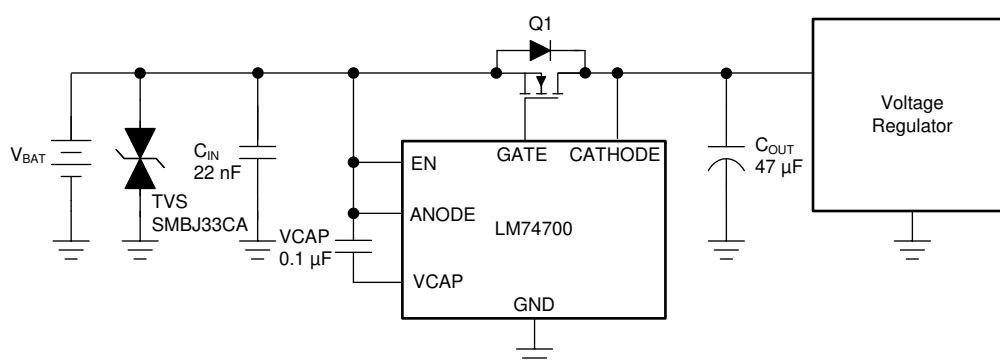 Q1
V_BAT
TVS
SMBJ33CA
C_IN
22 nF
VCAP
0.1 µF
EN
GATE
CATHODE
ANODE
LM74700
VCAP
GND
C_OUT
47 µF
Voltage
Regulator